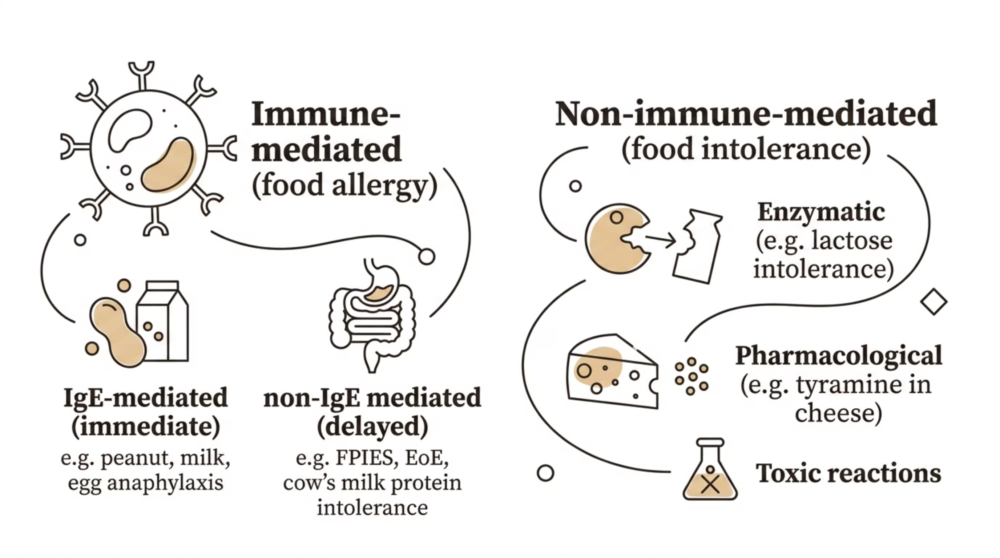 Immune-
mediated
(food allergy)
IgE-mediated
(immediate)
e.g. peanut, milk,
egg anaphylaxis
non-IgE mediated
(delayed)
e.g. FPIES, EoE,
cow’s milk protein
intolerance
Non-immune-mediated
(food intolerance)
Enzymatic
(e.g. lactose
intolerance)
Pharmacological
(e.g. tyramine in
cheese)
Toxic reactions